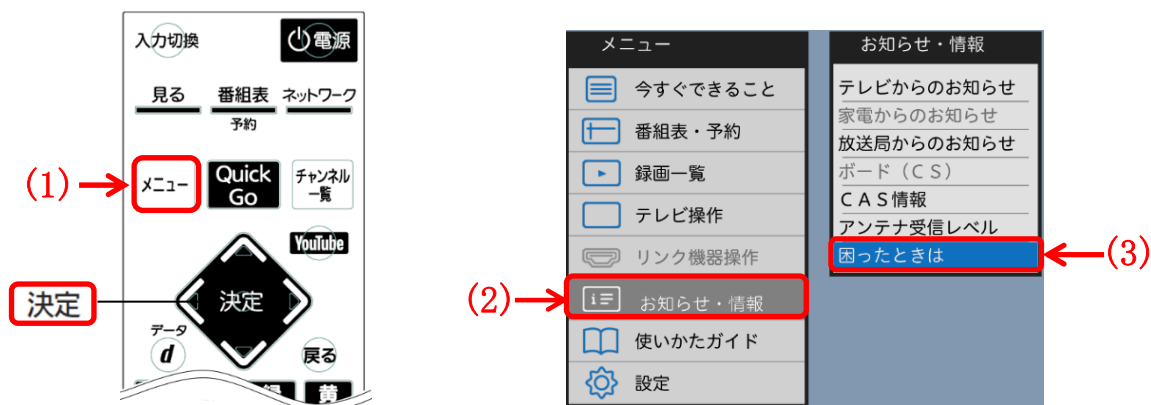 入力切換
電源
見る 番組表 ネットワーク
予約
(1)
メニュー
Quick
Go
チャンネル
一覧
YouTube
決定
決定
データ
d
戻る
黄
メニュー
今すぐできること
番組表・予約
録画一覧
テレビ操作
リンク機器操作
(2)
お知らせ・情報
使いかたガイド
設定
お知らせ・情報
テレビからのお知らせ
家電からのお知らせ
放送局からのお知らせ
ボード（ＣＳ）
ＣＡＳ情報
アンテナ受信レベル
困ったときは
(3)